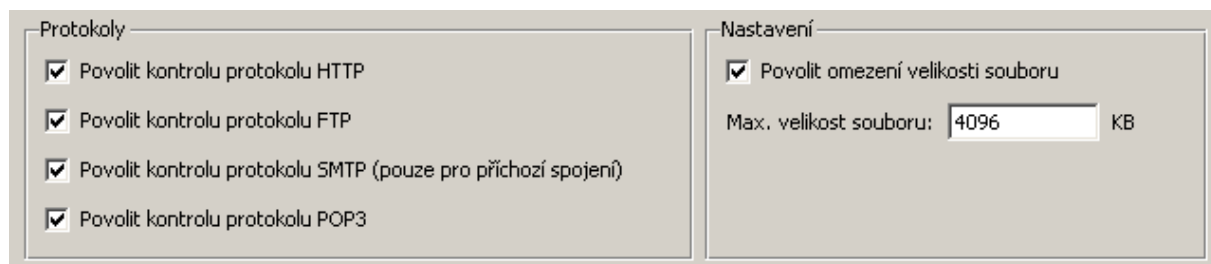 Protokoly
Povolit kontrolu protokolu HTTP
Povolit kontrolu protokolu FTP
Povolit kontrolu protokolu SMTP (pouze pro příchozí spojení)
Povolit kontrolu protokolu POP3
Nastavení
Povolit omezení velikosti souboru
Max. velikost souboru: 4096 KB